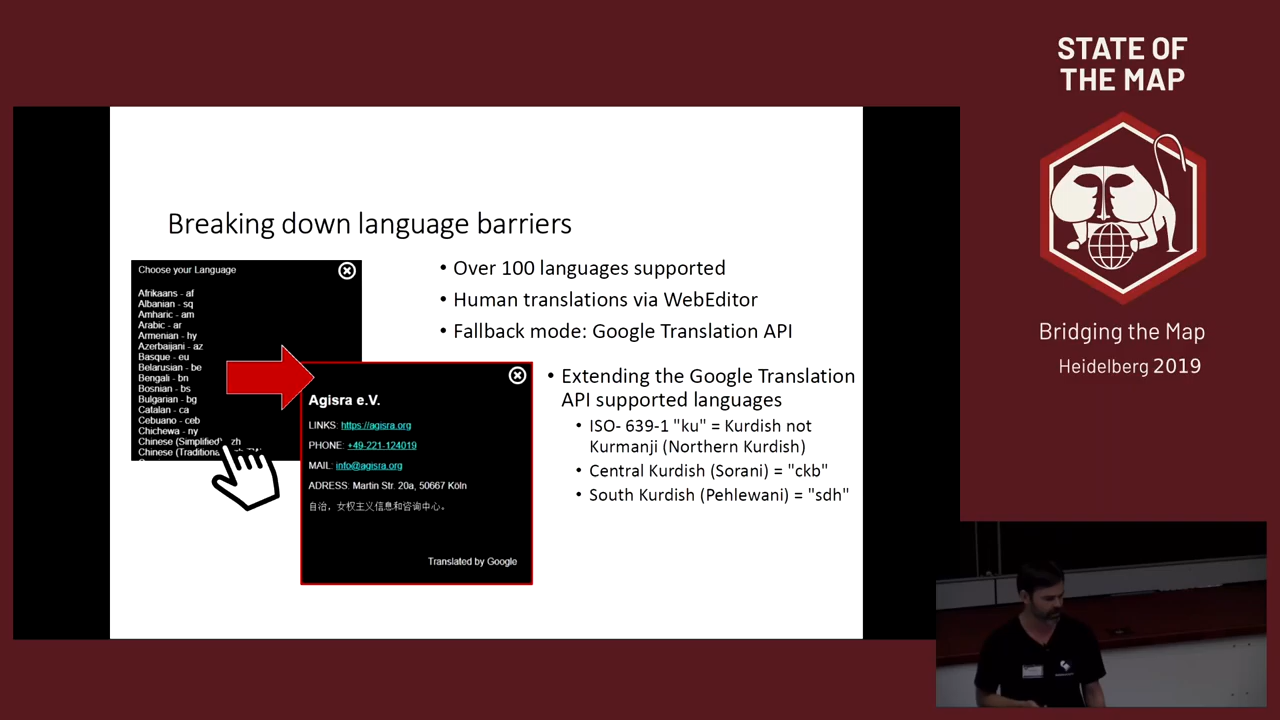 STATE OF
THE MAP
Bridging the Map
Heidelberg 2019
Breaking down language barriers
Choose your Language
Afrikaans - af
Albanian - sq
Amharic - am
Arabic - ar
Armenian - hy
Azerbaijani - az
Basque - eu
Belarusian - be
Bengali - bn
Bosnian - bs
Bulgarian - bg
Catalan - ca
Cebuano - ceb
Chichewa - ny
Chinese (Simplified) - zh
Chinese (Traditional
Agisra e.V.
LINKS: https://agisra.org
PHONE: +49-221-124019
MAIL: info@agisra.org
ADRESS: Martin Str. 20a, 50667 Köln
自治，女权主义信息和咨询中心。
Translated by Google
• Over 100 languages supported
• Human translations via WebEditor
• Fallback mode: Google Translation API
• Extending the Google Translation
API supported languages
• ISO- 639-1 "ku" = Kurdish not
Kurmanji (Northern Kurdish)
• Central Kurdish (Sorani) = "ckb"
• South Kurdish (Pehlewani) = "sdh"